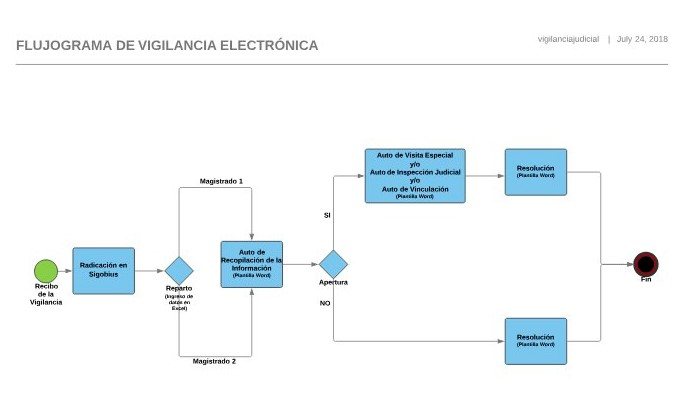 FLUJOGRAMA DE VIGILANCIA ELECTRÓNICA
vigilanciajudicial | July 24, 2018
Recibo
de la
Vigilancia
Radicación en
Sigobius
Reparto
(Ingreso de
datos en
Excel)
Magistrado 1
Magistrado 2
Auto de
Recopilación de la
Información
(Plantilla Word)
Apertura
SI
NO
Auto de Visita Especial
y/o
Auto de Inspección Judicial
y/o
Auto de Vinculación
(Plantilla Word)
Resolución
(Plantilla Word)
Resolución
(Plantilla Word)
Fin